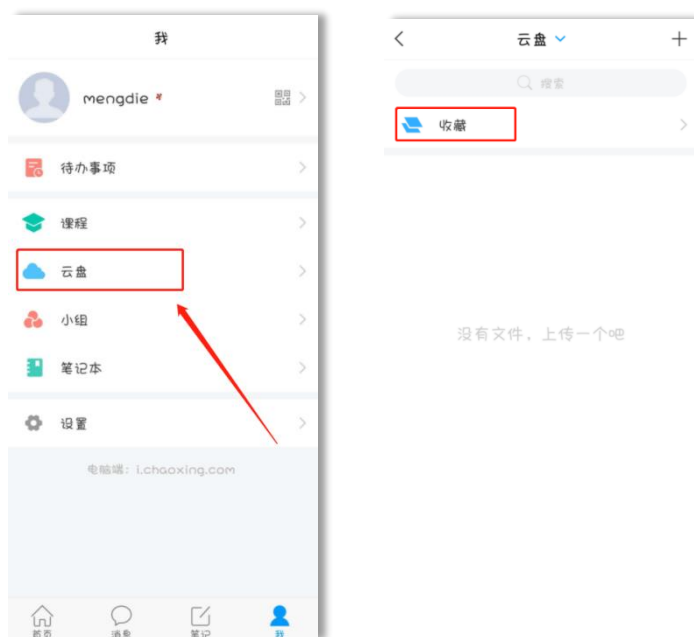 我
mengdie
待办事项
课程
云盘
小组
笔记本
设置
电脑端：i.chaoxing.com
首页
消息
笔记
我
云盘
搜索
收藏
没有文件，上传一个吧